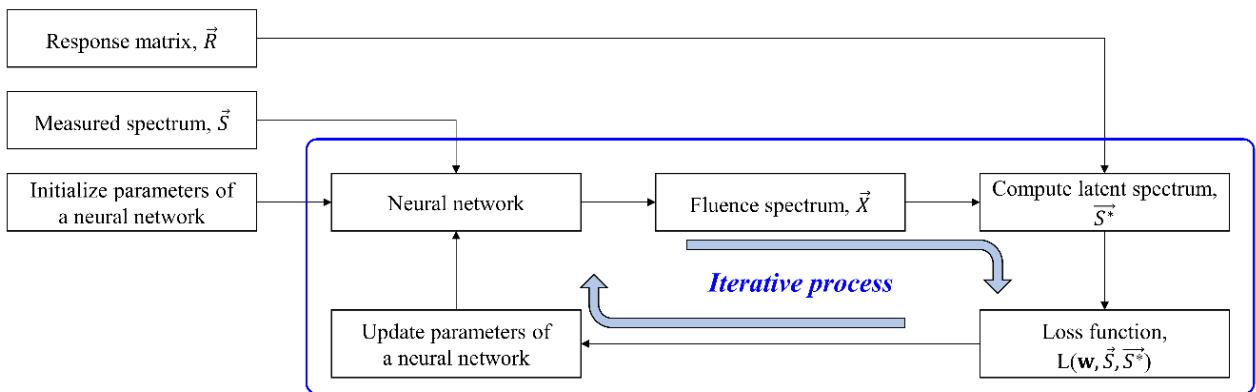 Response matrix, R⃗
Measured spectrum, S⃗
Initialize parameters of
a neural network
Neural network
Fluence spectrum, X⃗
Compute latent spectrum,
S*⃗
Iterative process
Update parameters of
a neural network
Loss function,
L(w, S⃗, S*⃗)